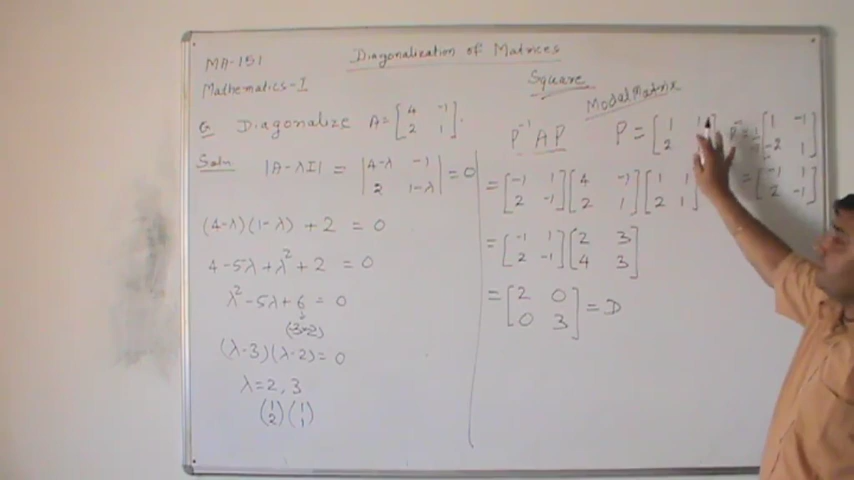 MA-151
Mathematics-I
Diagonalization of Matrices
Square
Modal Matrix
G Diagonalize A = [4 -1
2 1].
Soln. |A-λI| = |4-λ -1
2 1-λ| = 0
(4-λ)(1-λ) + 2 = 0
4-5λ+λ²+2 = 0
λ²-5λ+6 = 0
(3×2)
(λ-3)(λ-2) = 0
λ = 2, 3
(1
2) (1
1)
P⁻¹AP
P = [1 1
2
P⁻¹ = 1 [1 -1
-2 1]
= [-1 1
2 -1]
= [-1 1
2 -1] [4 -1
2 1] [1 1
2 1
= [-1 1
2 -1] [2 3
4 3]
= [2 0
0 3] = D